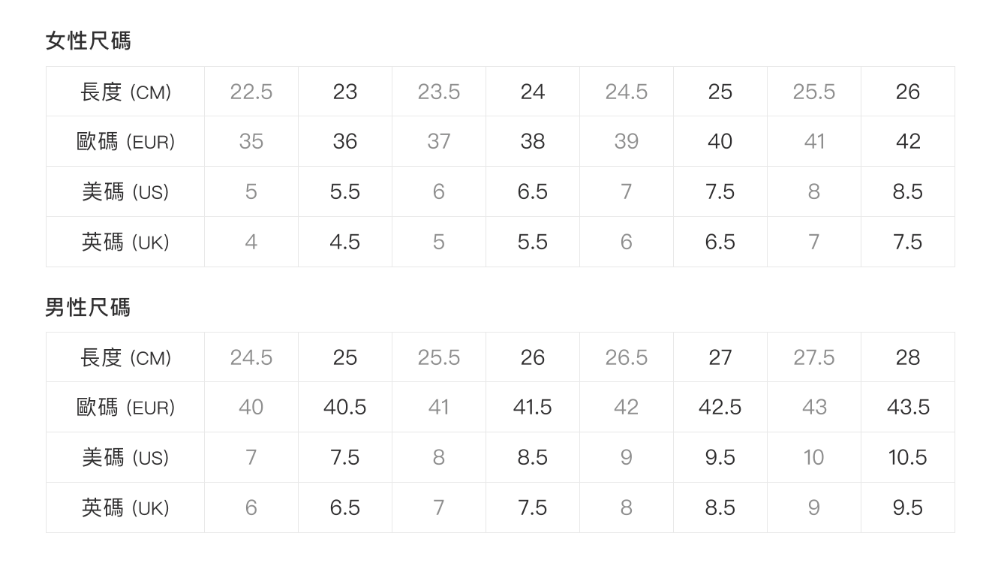 女性尺碼
長度 (CM) 22.5 23 23.5 24 24.5 25 25.5 26
歐碼 (EUR) 35 36 37 38 39 40 41 42
美碼 (US) 5 5.5 6 6.5 7 7.5 8 8.5
英碼 (UK) 4 4.5 5 5.5 6 6.5 7 7.5
男性尺碼
長度 (CM) 24.5 25 25.5 26 26.5 27 27.5 28
歐碼 (EUR) 40 40.5 41 41.5 42 42.5 43 43.5
美碼 (US) 7 7.5 8 8.5 9 9.5 10 10.5
英碼 (UK) 6 6.5 7 7.5 8 8.5 9 9.5